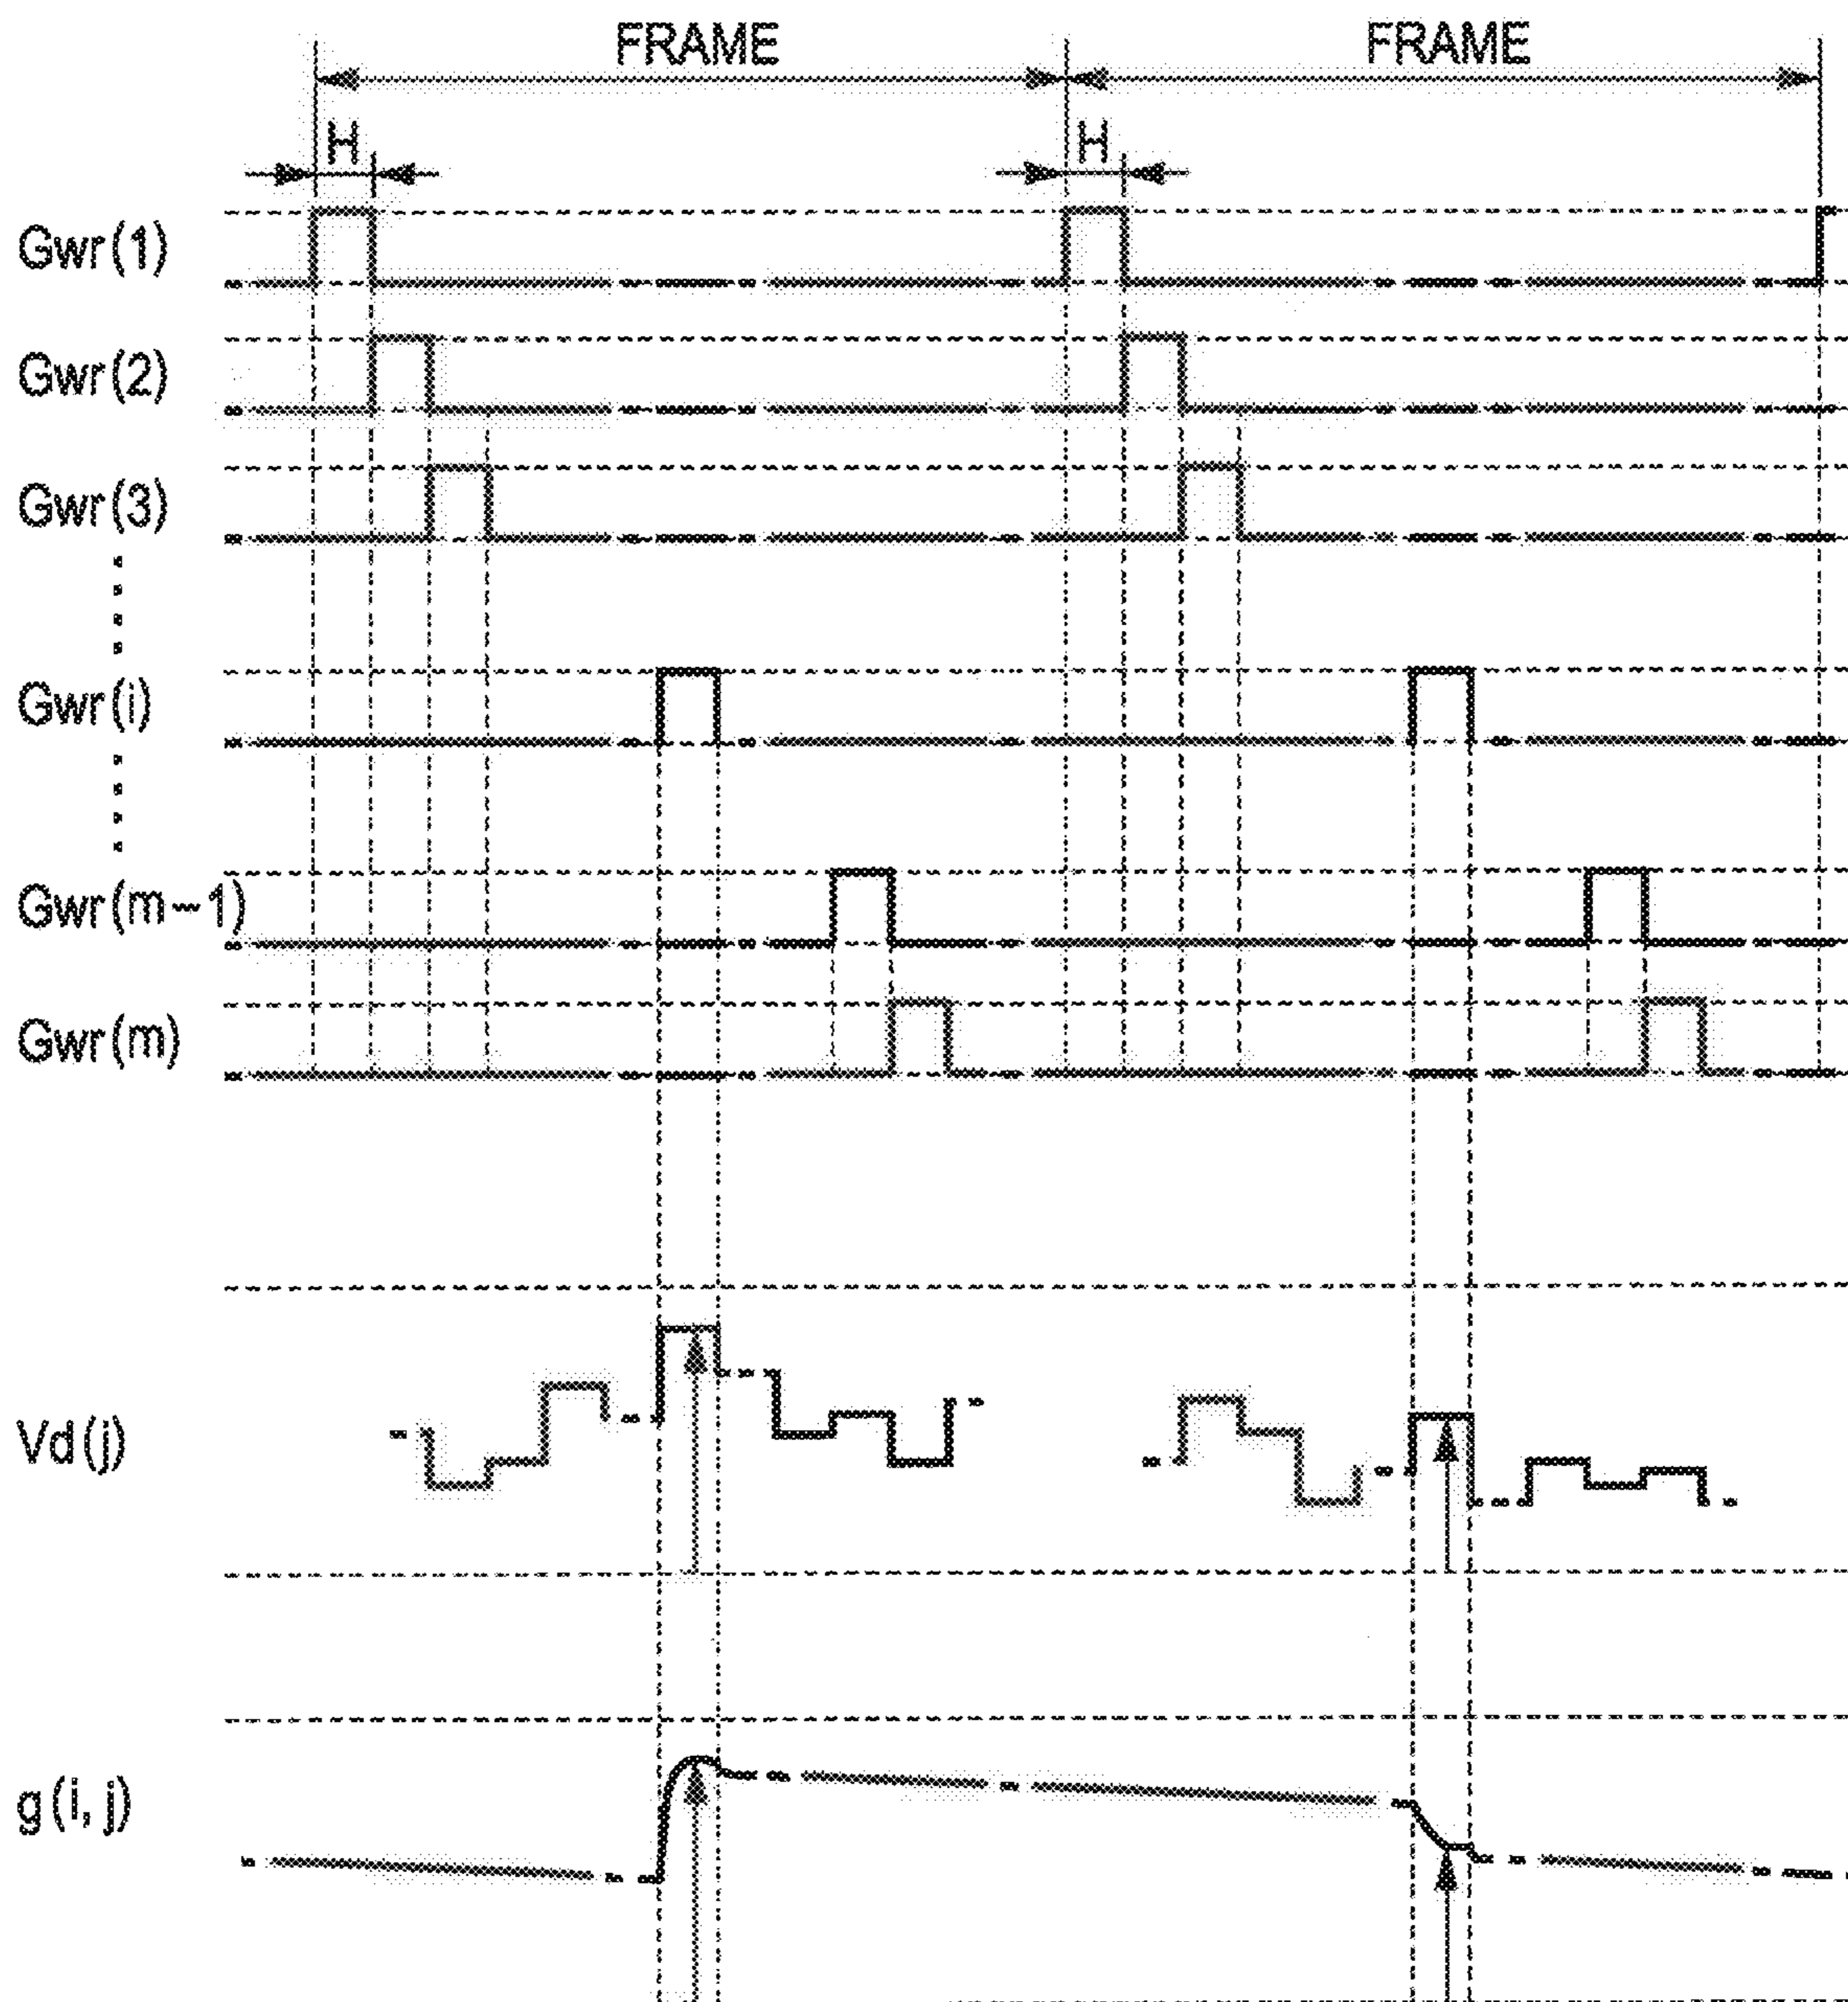 FRAME FRAME
H H
Gwr(1)
Gwr(2)
Gwr(3)
Gwr(i)
Gwr(m-1)
Gwr(m)
Vd(j)
g(i,j)